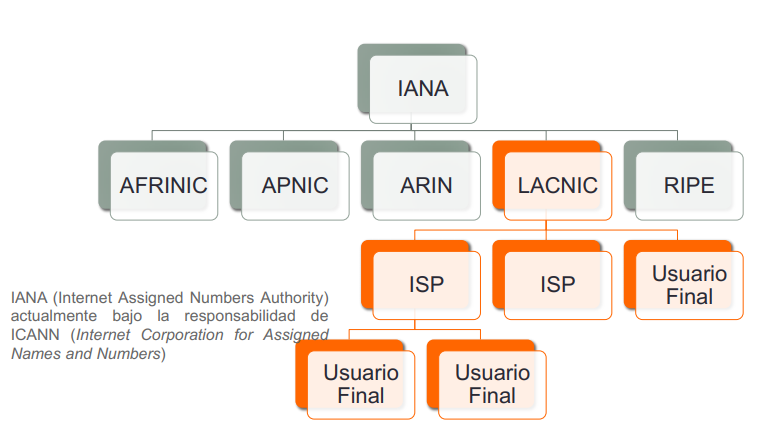 IANA
AFRINIC
APNIC
ARIN
LACNIC
RIPE
ISP
ISP
Usuario
Final
IANA (Internet Assigned Numbers Authority)
actualmente bajo la responsabilidad de
ICANN (Internet Corporation for Assigned
Names and Numbers)
Usuario
Final
Usuario
Final